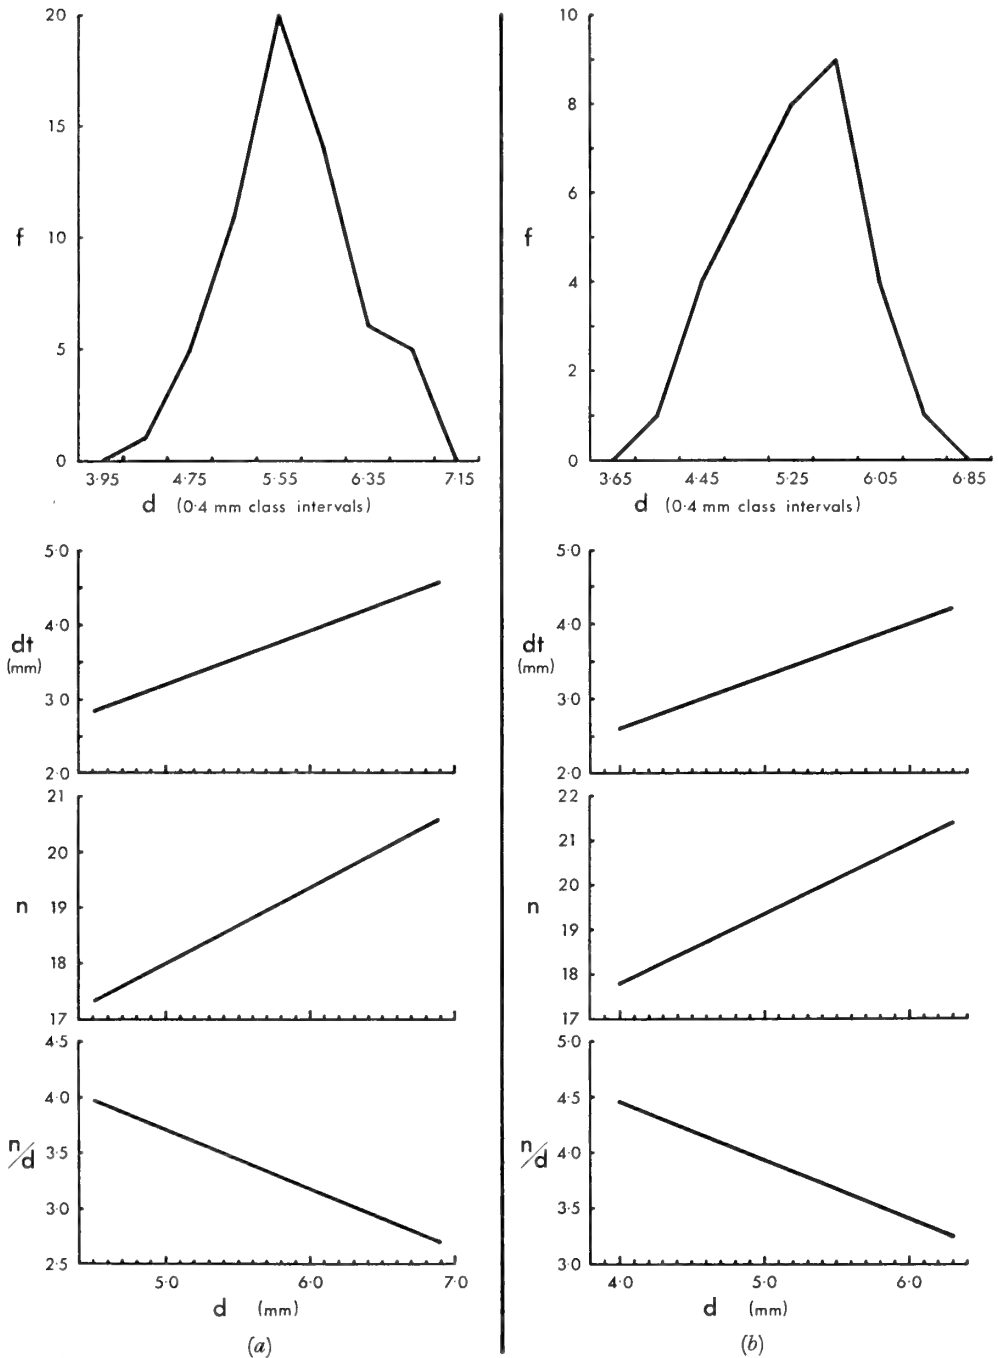 20
15
f
10
5
0
3·95 4·75 5·55 6·35 7·15
d (0·4 mm class intervals)
5·0
4·0
dt
(mm)
3·0
2·0
21
20
n 19
18
17
4·5
4·0
n/d 3·5
3·0
2·5
5·0 6·0 7·0
d (mm)
(a)
10
8
6
f
4
2
0
3·65 4·45 5·25 6·05 6·85
d (0·4 mm class intervals)
5·0
4·0
dt
(mm)
3·0
2·0
22
21
20
n
19
18
17
5·0
4·5
n/d 4·0
3·5
3·0
4·0 5·0 6·0
d (mm)
(b)